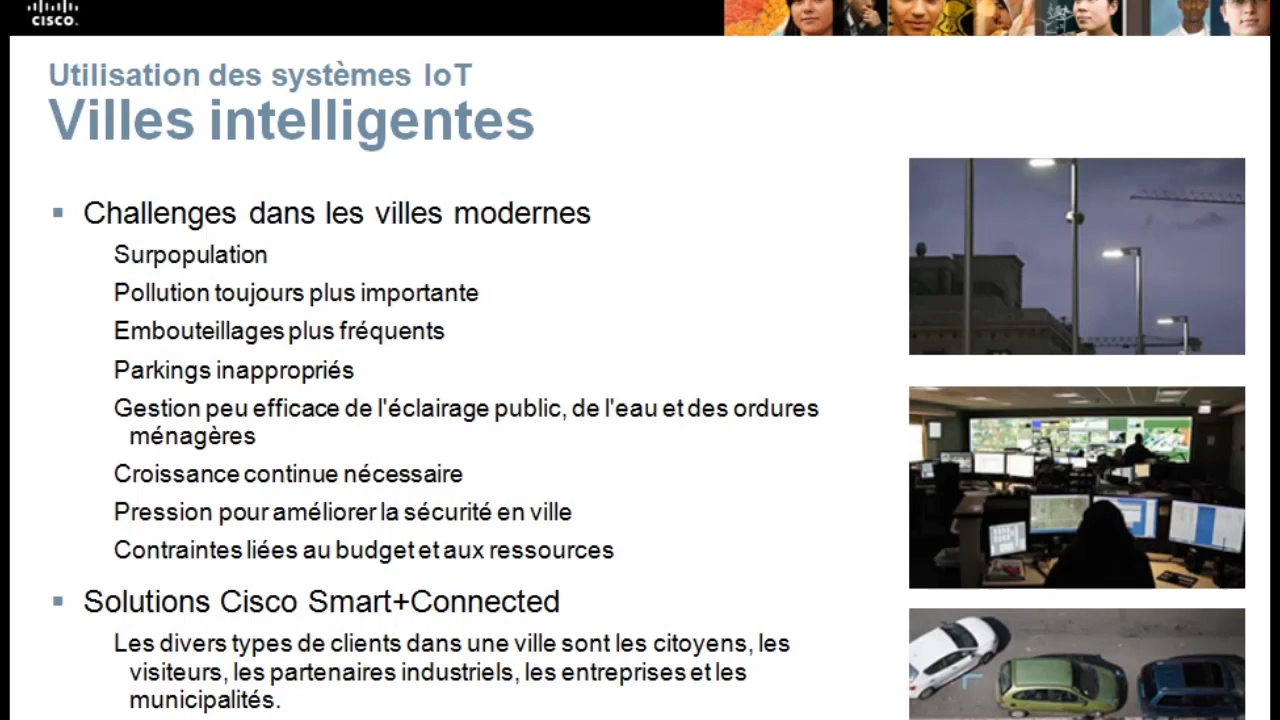 CISCO.
Utilisation des systèmes IoT
Villes intelligentes
Challenges dans les villes modernes
Surpopulation
Pollution toujours plus importante
Embouteillages plus fréquents
Parkings inappropriés
Gestion peu efficace de l'éclairage public, de l'eau et des ordures
ménagères
Croissance continue nécessaire
Pression pour améliorer la sécurité en ville
Contraintes liées au budget et aux ressources
Solutions Cisco Smart+Connected
Les divers types de clients dans une ville sont les citoyens, les
visiteurs, les partenaires industriels, les entreprises et les
municipalités.